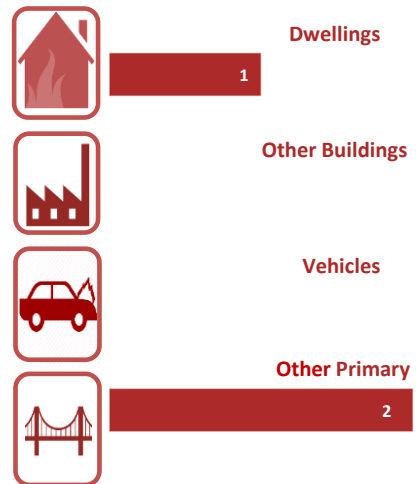 Dwellings
1
Other Buildings
Vehicles
Other Primary
2